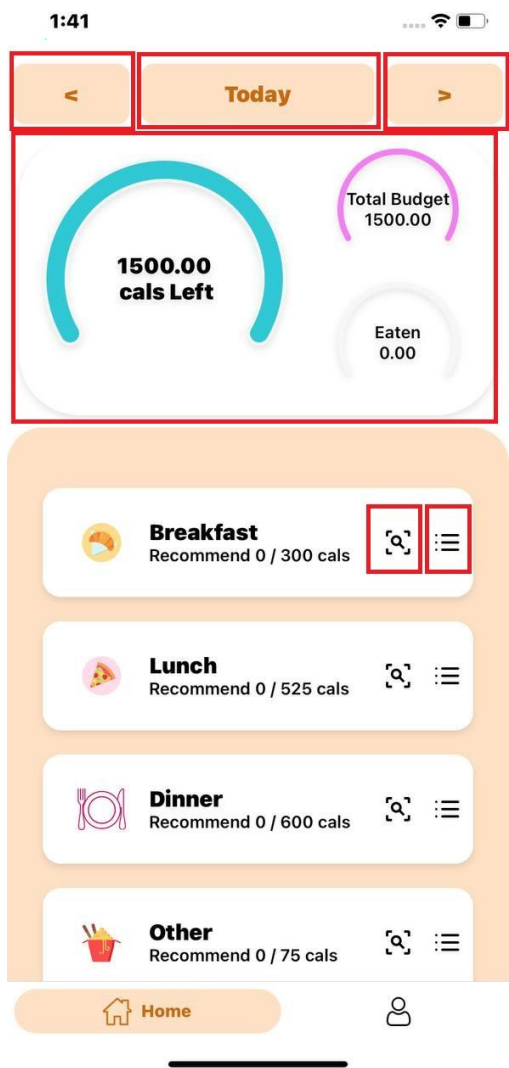 1:41
< Today >
1500.00
cals Left
Total Budget
1500.00
Eaten
0.00
Breakfast
Recommend 0 / 300 cals
Lunch
Recommend 0 / 525 cals
Dinner
Recommend 0 / 600 cals
Other
Recommend 0 / 75 cals
Home